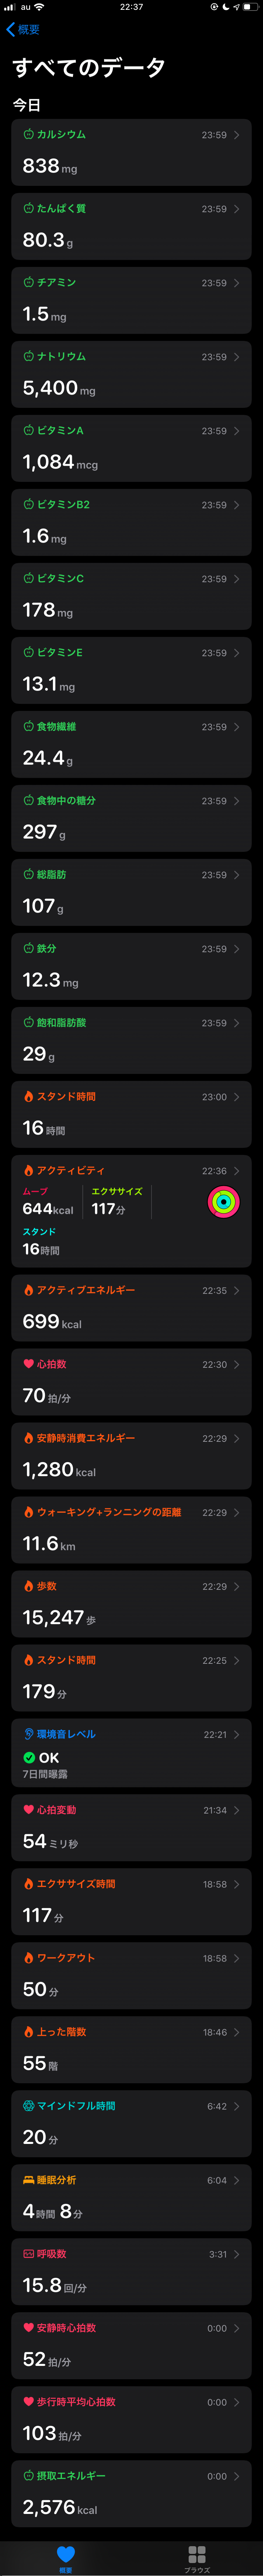 au 22:37
概要
すべてのデータ
今日
カルシウム 23:59
838 mg
たんぱく質 23:59
80.3 g
チアミン 23:59
1.5 mg
ナトリウム 23:59
5,400 mg
ビタミンA 23:59
1,084 mcg
ビタミンB2 23:59
1.6 mg
ビタミンC 23:59
178 mg
ビタミンE 23:59
13.1 mg
食物繊維 23:59
24.4 g
食物中の糖分 23:59
297 g
総脂肪 23:59
107 g
鉄分 23:59
12.3 mg
飽和脂肪酸 23:59
29 g
スタンド時間 23:00
16 時間
アクティビティ 22:36
ムーブ エクササイズ
644kcal 117分
スタンド
16時間
アクティブエネルギー 22:35
699 kcal
心拍数 22:30
70 拍/分
安静時消費エネルギー 22:29
1,280 kcal
ウォーキング+ランニングの距離 22:29
11.6 km
歩数 22:29
15,247 歩
スタンド時間 22:25
179 分
環境音レベル 22:21
OK
7日間曝露
心拍変動 21:34
54 ミリ秒
エクササイズ時間 18:58
117 分
ワークアウト 18:58
50 分
上った階数 18:46
55 階
マインドフル時間 6:42
20 分
睡眠分析 6:04
4時間 8分
呼吸数 3:31
15.8 回/分
安静時心拍数 0:00
52 拍/分
歩行時平均心拍数 0:00
103 拍/分
摂取エネルギー 0:00
2,576 kcal
概要 ブラウズ